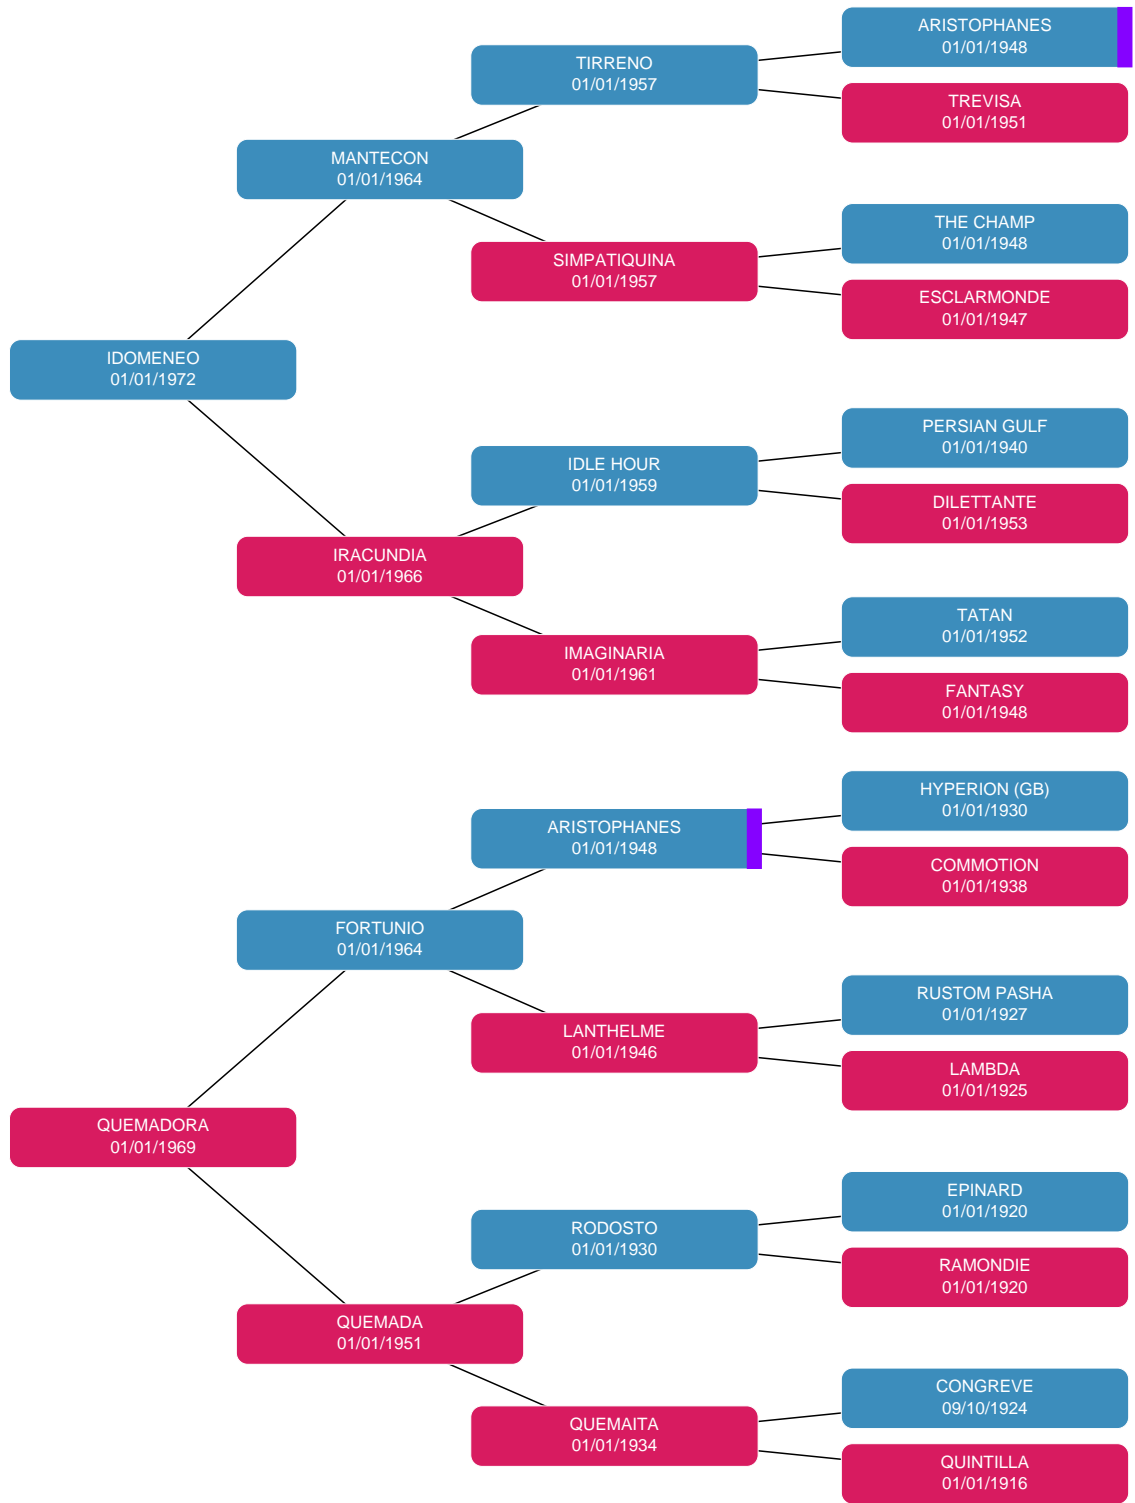 ARISTOPHANES
01/01/1948
TIRRENO
01/01/1957
TREVISA
01/01/1951
MANTECON
01/01/1964
THE CHAMP
01/01/1948
SIMPATIQUINA
01/01/1957
ESCLARMONDE
01/01/1947
IDOMENEO
01/01/1972
PERSIAN GULF
01/01/1940
IDLE HOUR
01/01/1959
DILETTANTE
01/01/1953
IRACUNDIA
01/01/1966
TATAN
01/01/1952
IMAGINARIA
01/01/1961
FANTASY
01/01/1948
HYPERION (GB)
01/01/1930
ARISTOPHANES
01/01/1948
COMMOTION
01/01/1938
FORTUNIO
01/01/1964
RUSTOM PASHA
01/01/1927
LANTHELME
01/01/1946
LAMBDA
01/01/1925
QUEMADORA
01/01/1969
EPINARD
01/01/1920
RODOSTO
01/01/1930
RAMONDIE
01/01/1920
QUEMADA
01/01/1951
CONGREVE
09/10/1924
QUEMAITA
01/01/1934
QUINTILLA
01/01/1916